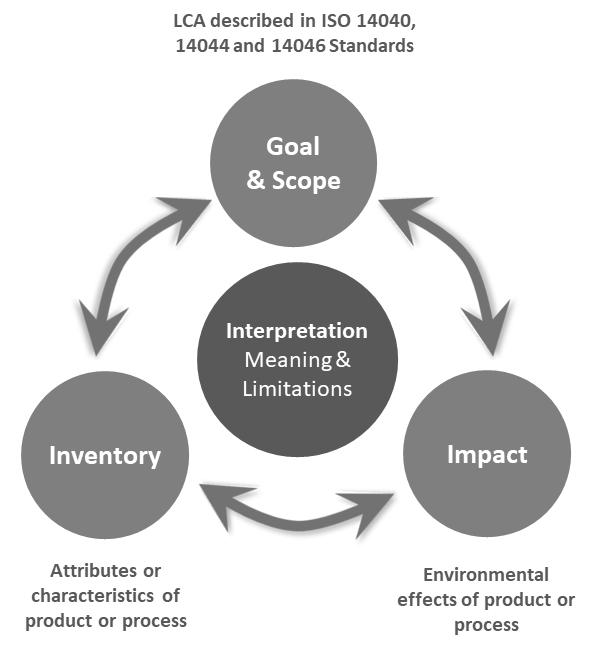 LCA described in ISO 14040,
14044 and 14046 Standards
Goal
& Scope
Interpretation
Meaning &
Limitations
Inventory
Impact
Attributes or
characteristics of
product or process
Environmental
effects of product or
process